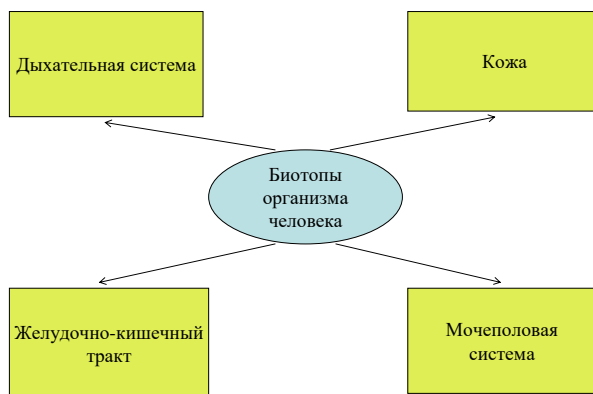 Дыхательная система
Кожа
Биотопы
организма
человека
Желудочно-кишечный
тракт
Мочеполовая
система